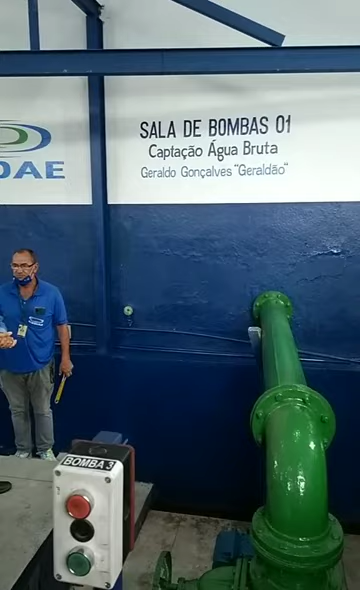 SALA DE BOMBAS 01
Captação Água Bruta
Geraldo Gonçalves "Geraldão"
DAE
BOMBA 3